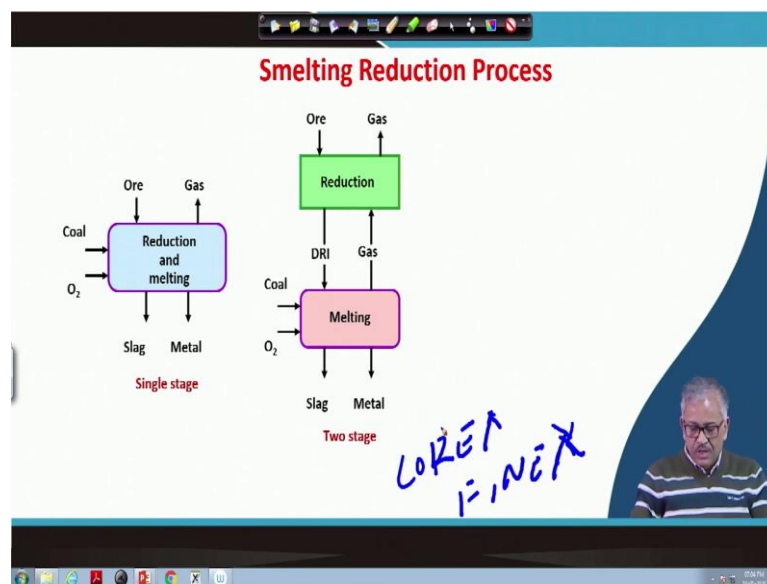 Smelting Reduction Process
Ore Gas
Coal
O2
Reduction
and
melting
Slag Metal
Single stage
Ore Gas
Reduction
DRI Gas
Coal
O2
Melting
Slag Metal
Two stage
COREX
FINEX